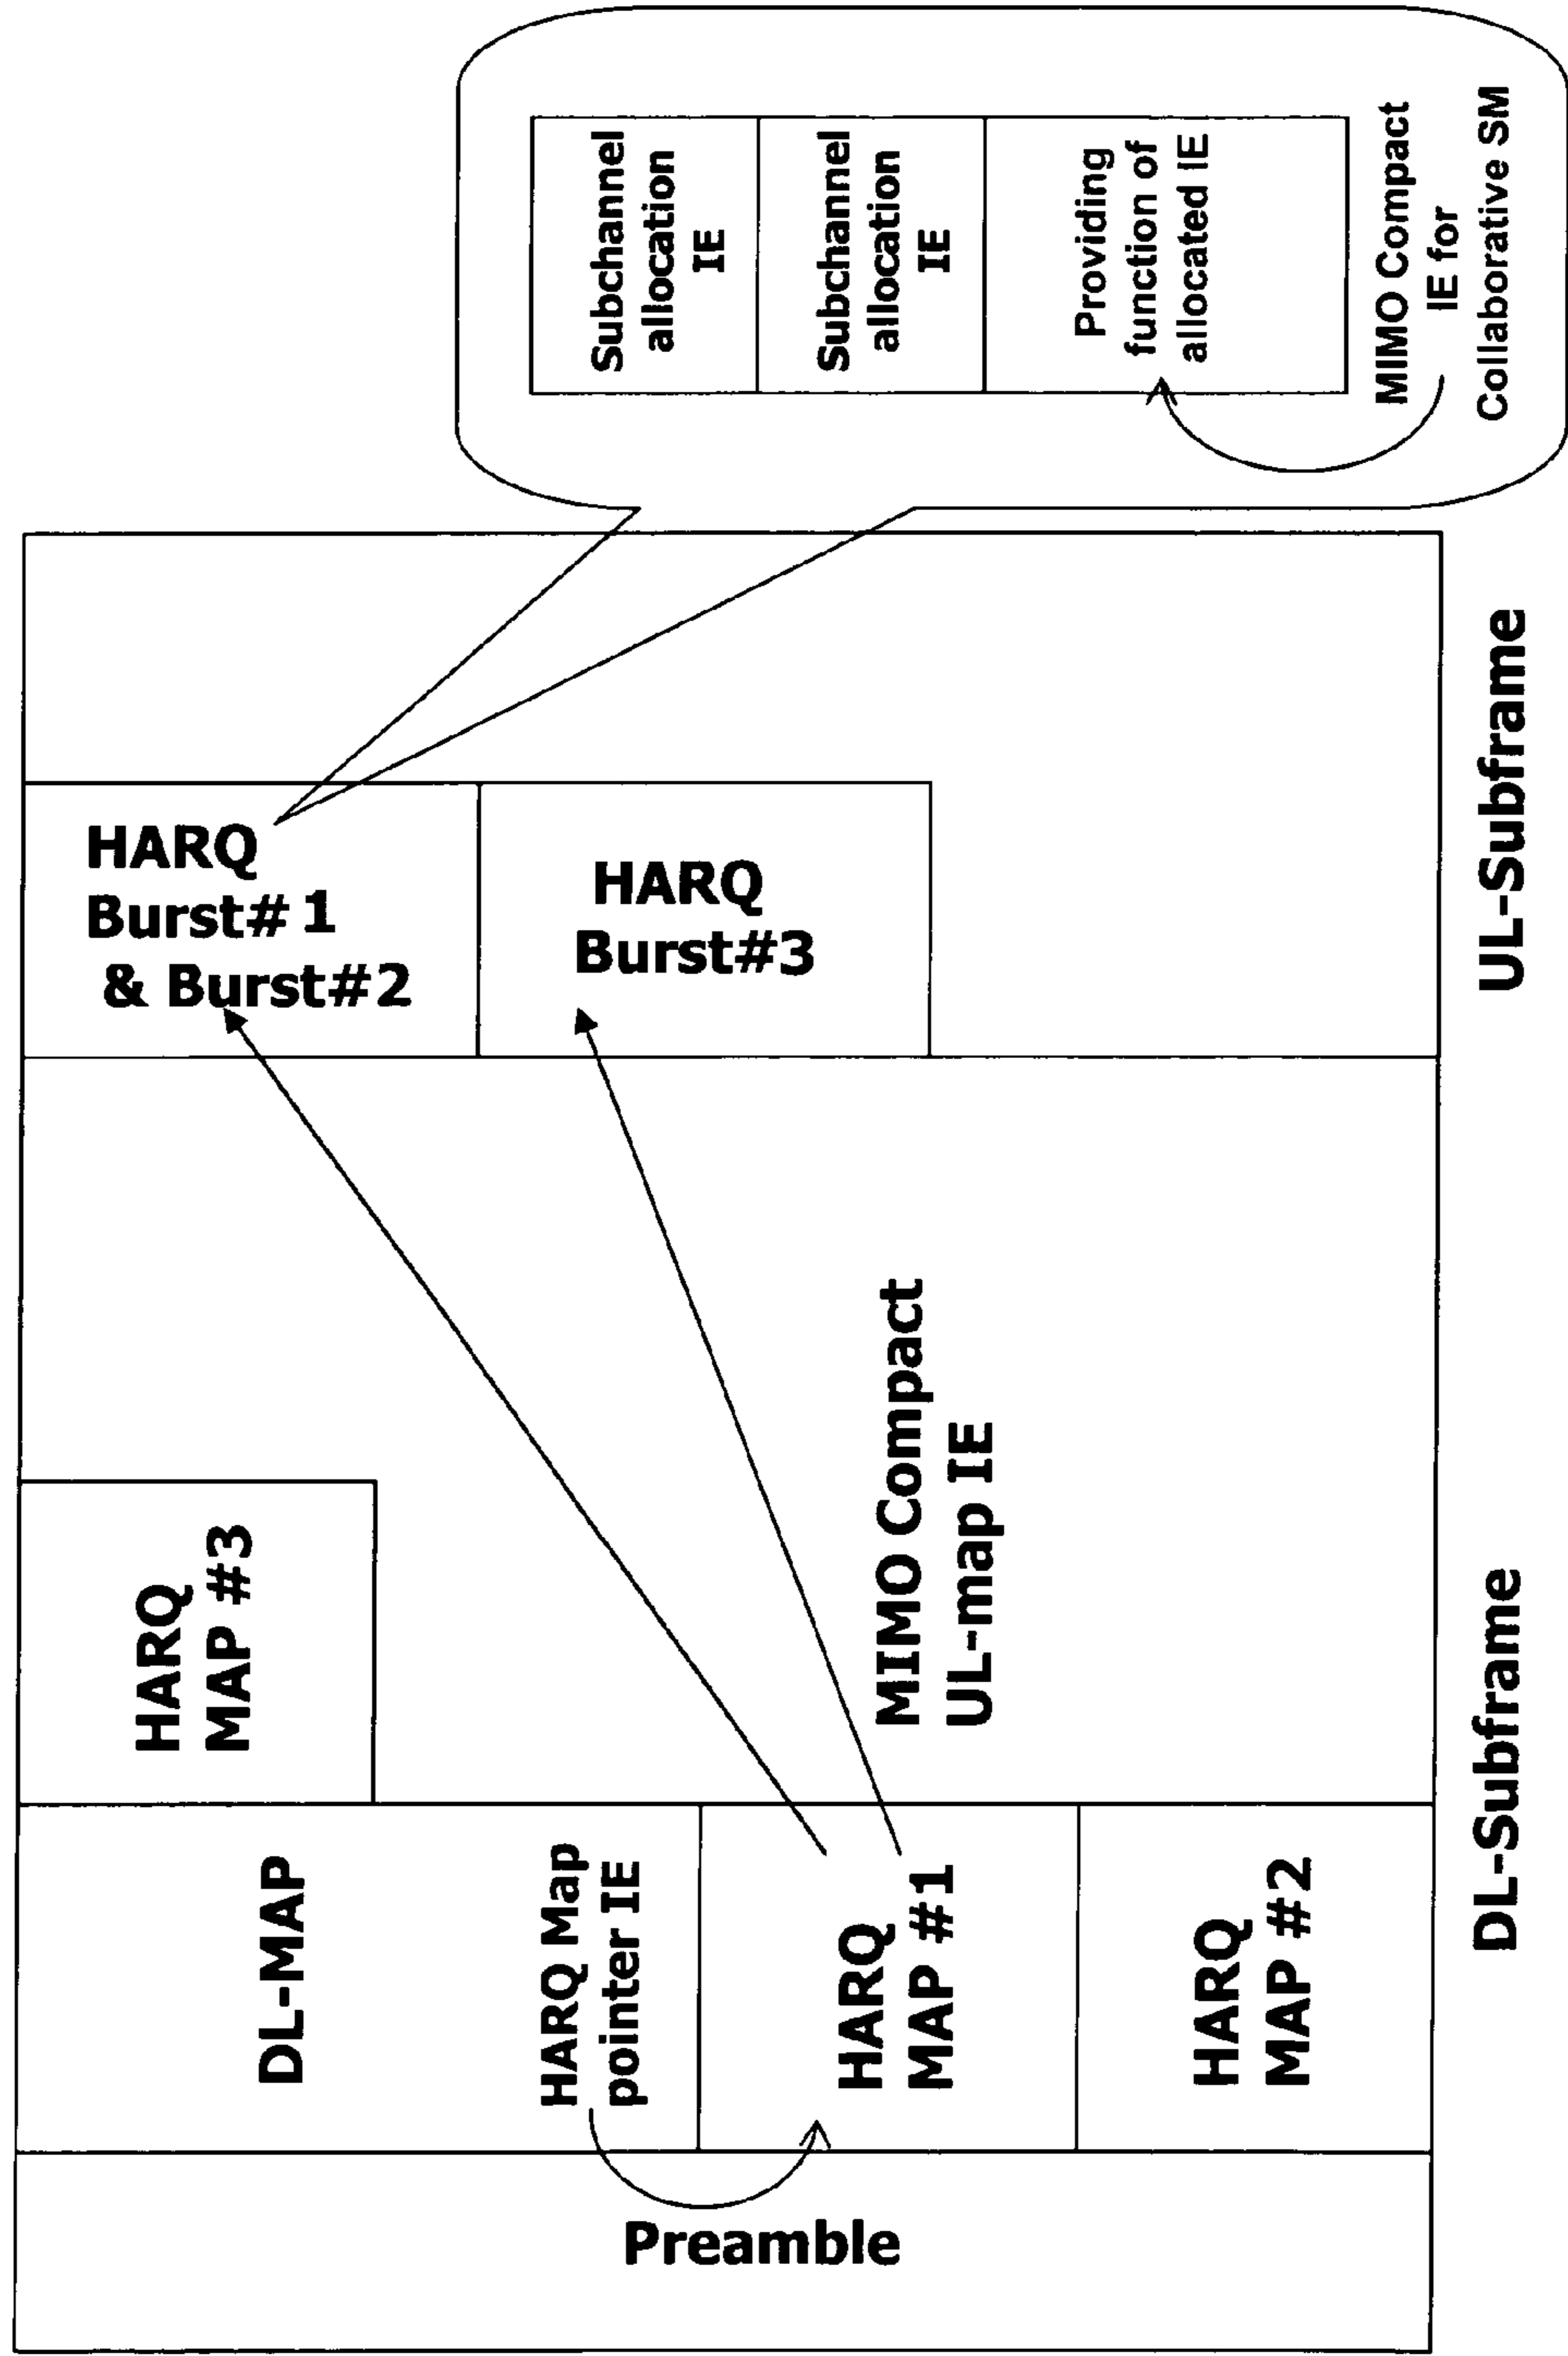 Preamble
DL-MAP
HARQ Map
pointer IE
HARQ
MAP #1
HARQ
MAP #2
HARQ
MAP #3
MIMO Compact
UL-map IE
HARQ
Burst# 1
& Burst#2
HARQ
Burst#3
DL-Subframe
UL-Subframe
Subchannel
allocation
IE
Subchannel
allocation
IE
Providing
function of
allocated IE
MIMO Compact
IE for
Collaborative SM